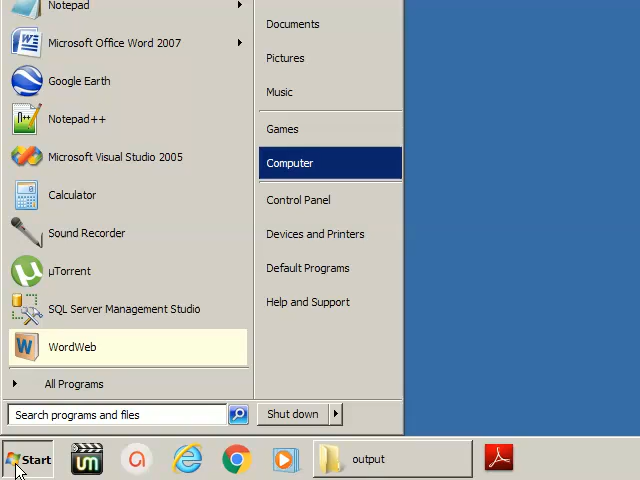 Notepad
Microsoft Office Word 2007
Google Earth
Notepad++
Microsoft Visual Studio 2005
Calculator
Sound Recorder
µTorrent
SQL Server Management Studio
WordWeb
All Programs
Search programs and files
Documents
Pictures
Music
Games
Computer
Control Panel
Devices and Printers
Default Programs
Help and Support
Shut down
Start
um
output